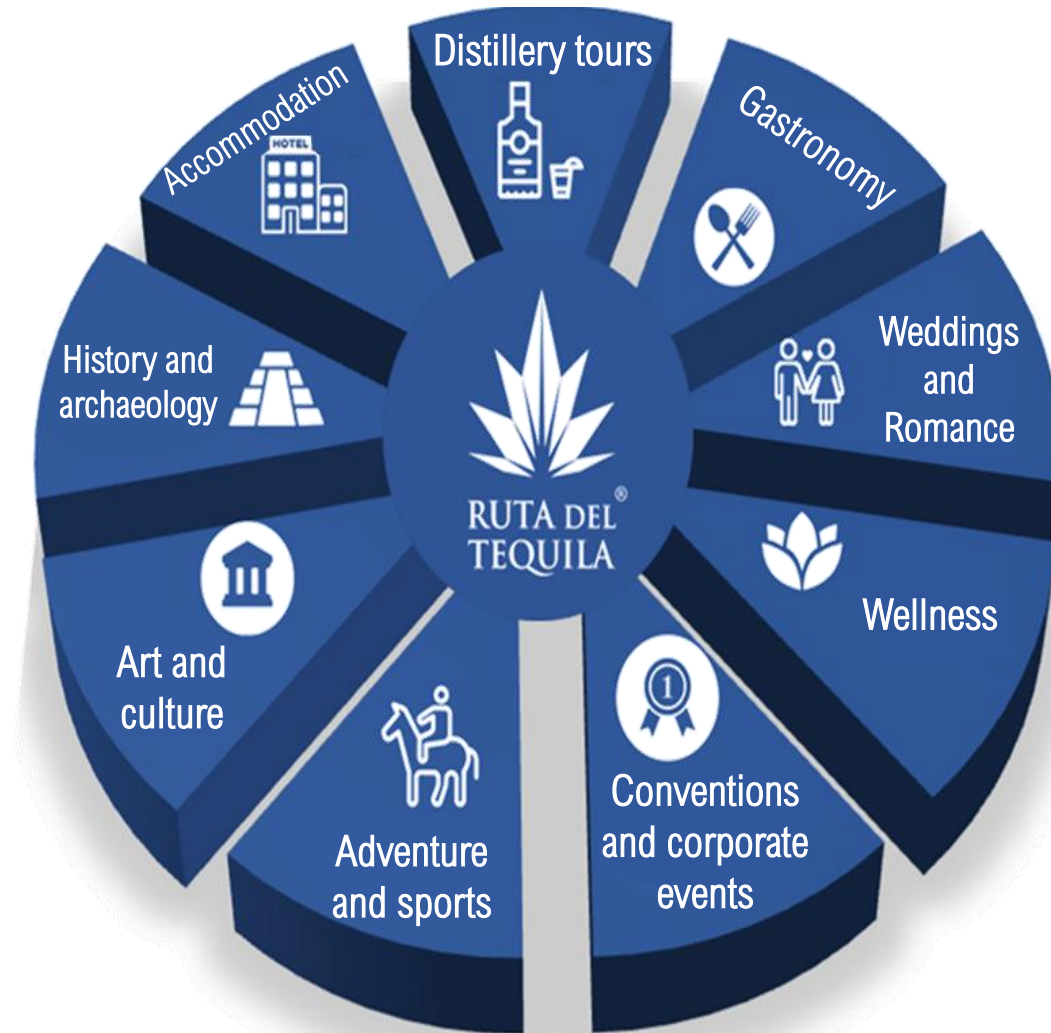 Distillery tours
Gastronomy
Weddings
and
Romance
Wellness
Conventions
and corporate
events
1
Adventure
and sports
Art and
culture
History and
archaeology
Accommodation
HOTEL
RUTA DEL®
TEQUILA